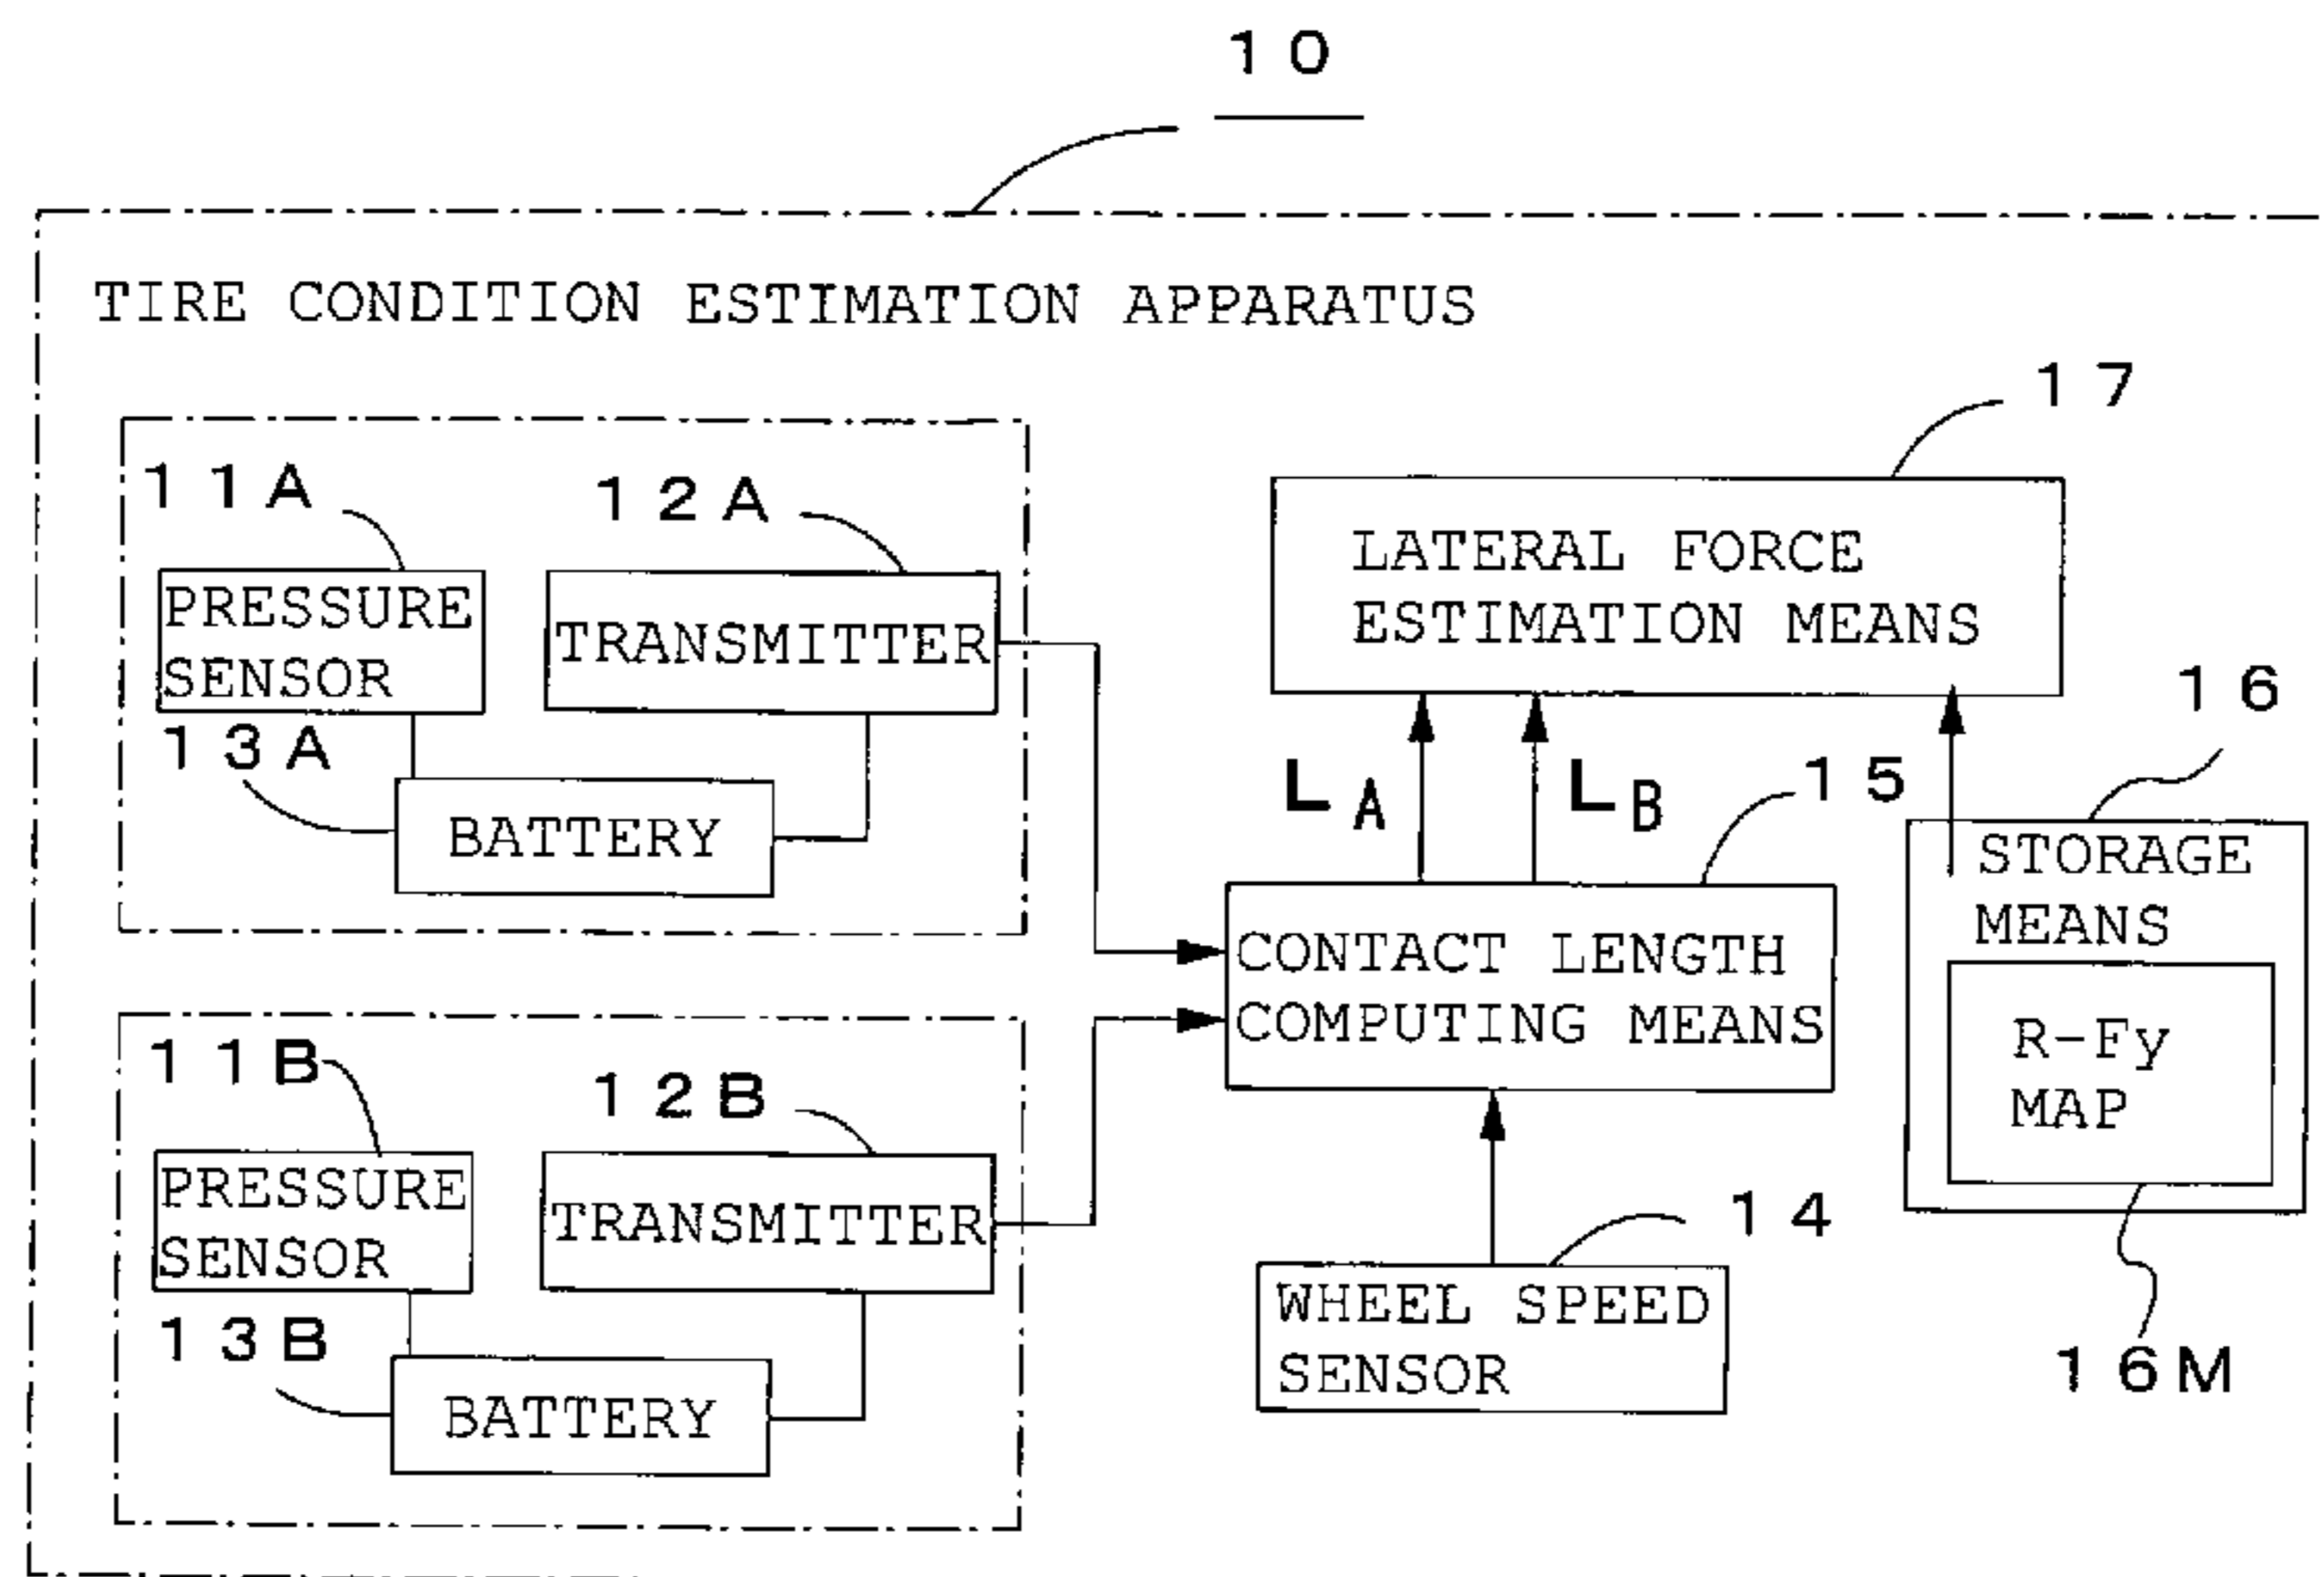 10
TIRE CONDITION ESTIMATION APPARATUS
17
11A
12A
LATERAL FORCE
ESTIMATION MEANS
PRESSURE
SENSOR
TRANSMITTER
16
13A
BATTERY
LA
LB
15
STORAGE
MEANS
CONTACT LENGTH
COMPUTING MEANS
R-Fy
MAP
11B
12B
PRESSURE
SENSOR
TRANSMITTER
14
13B
WHEEL SPEED
SENSOR
16M
BATTERY